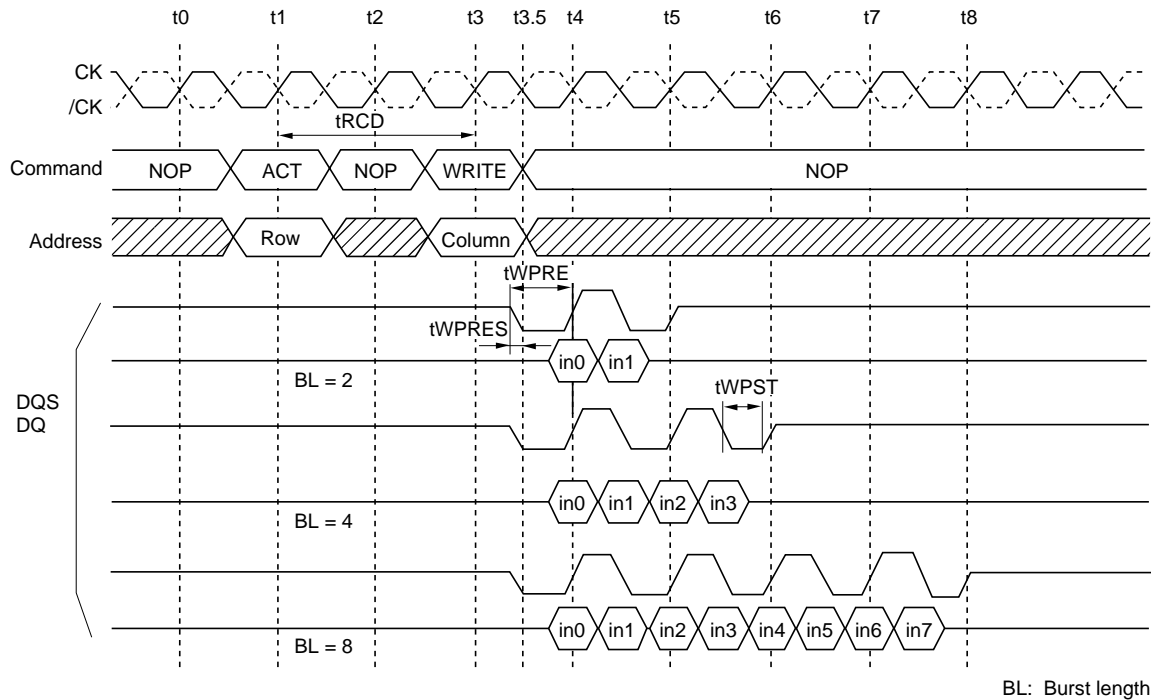 t0 t1 t2 t3 t3.5 t4 t5 t6 t7 t8
CK
/CK
tRCD
Command NOP ACT NOP WRITE NOP
Address Row Column
tWPRE
tWPRES
in0 in1
BL = 2
tWPST
DQS
DQ
in0 in1 in2 in3
BL = 4
in0 in1 in2 in3 in4 in5 in6 in7
BL = 8
BL: Burst length